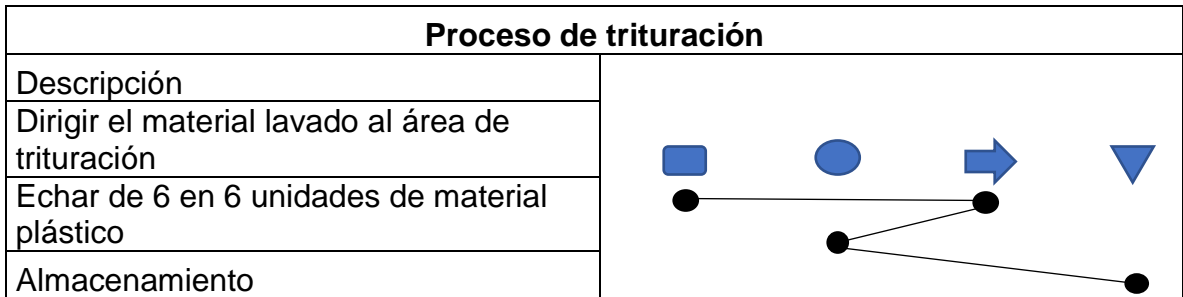 Proceso de trituración
Descripción
Dirigir el material lavado al área de
trituración
Echar de 6 en 6 unidades de material
plástico
Almacenamiento